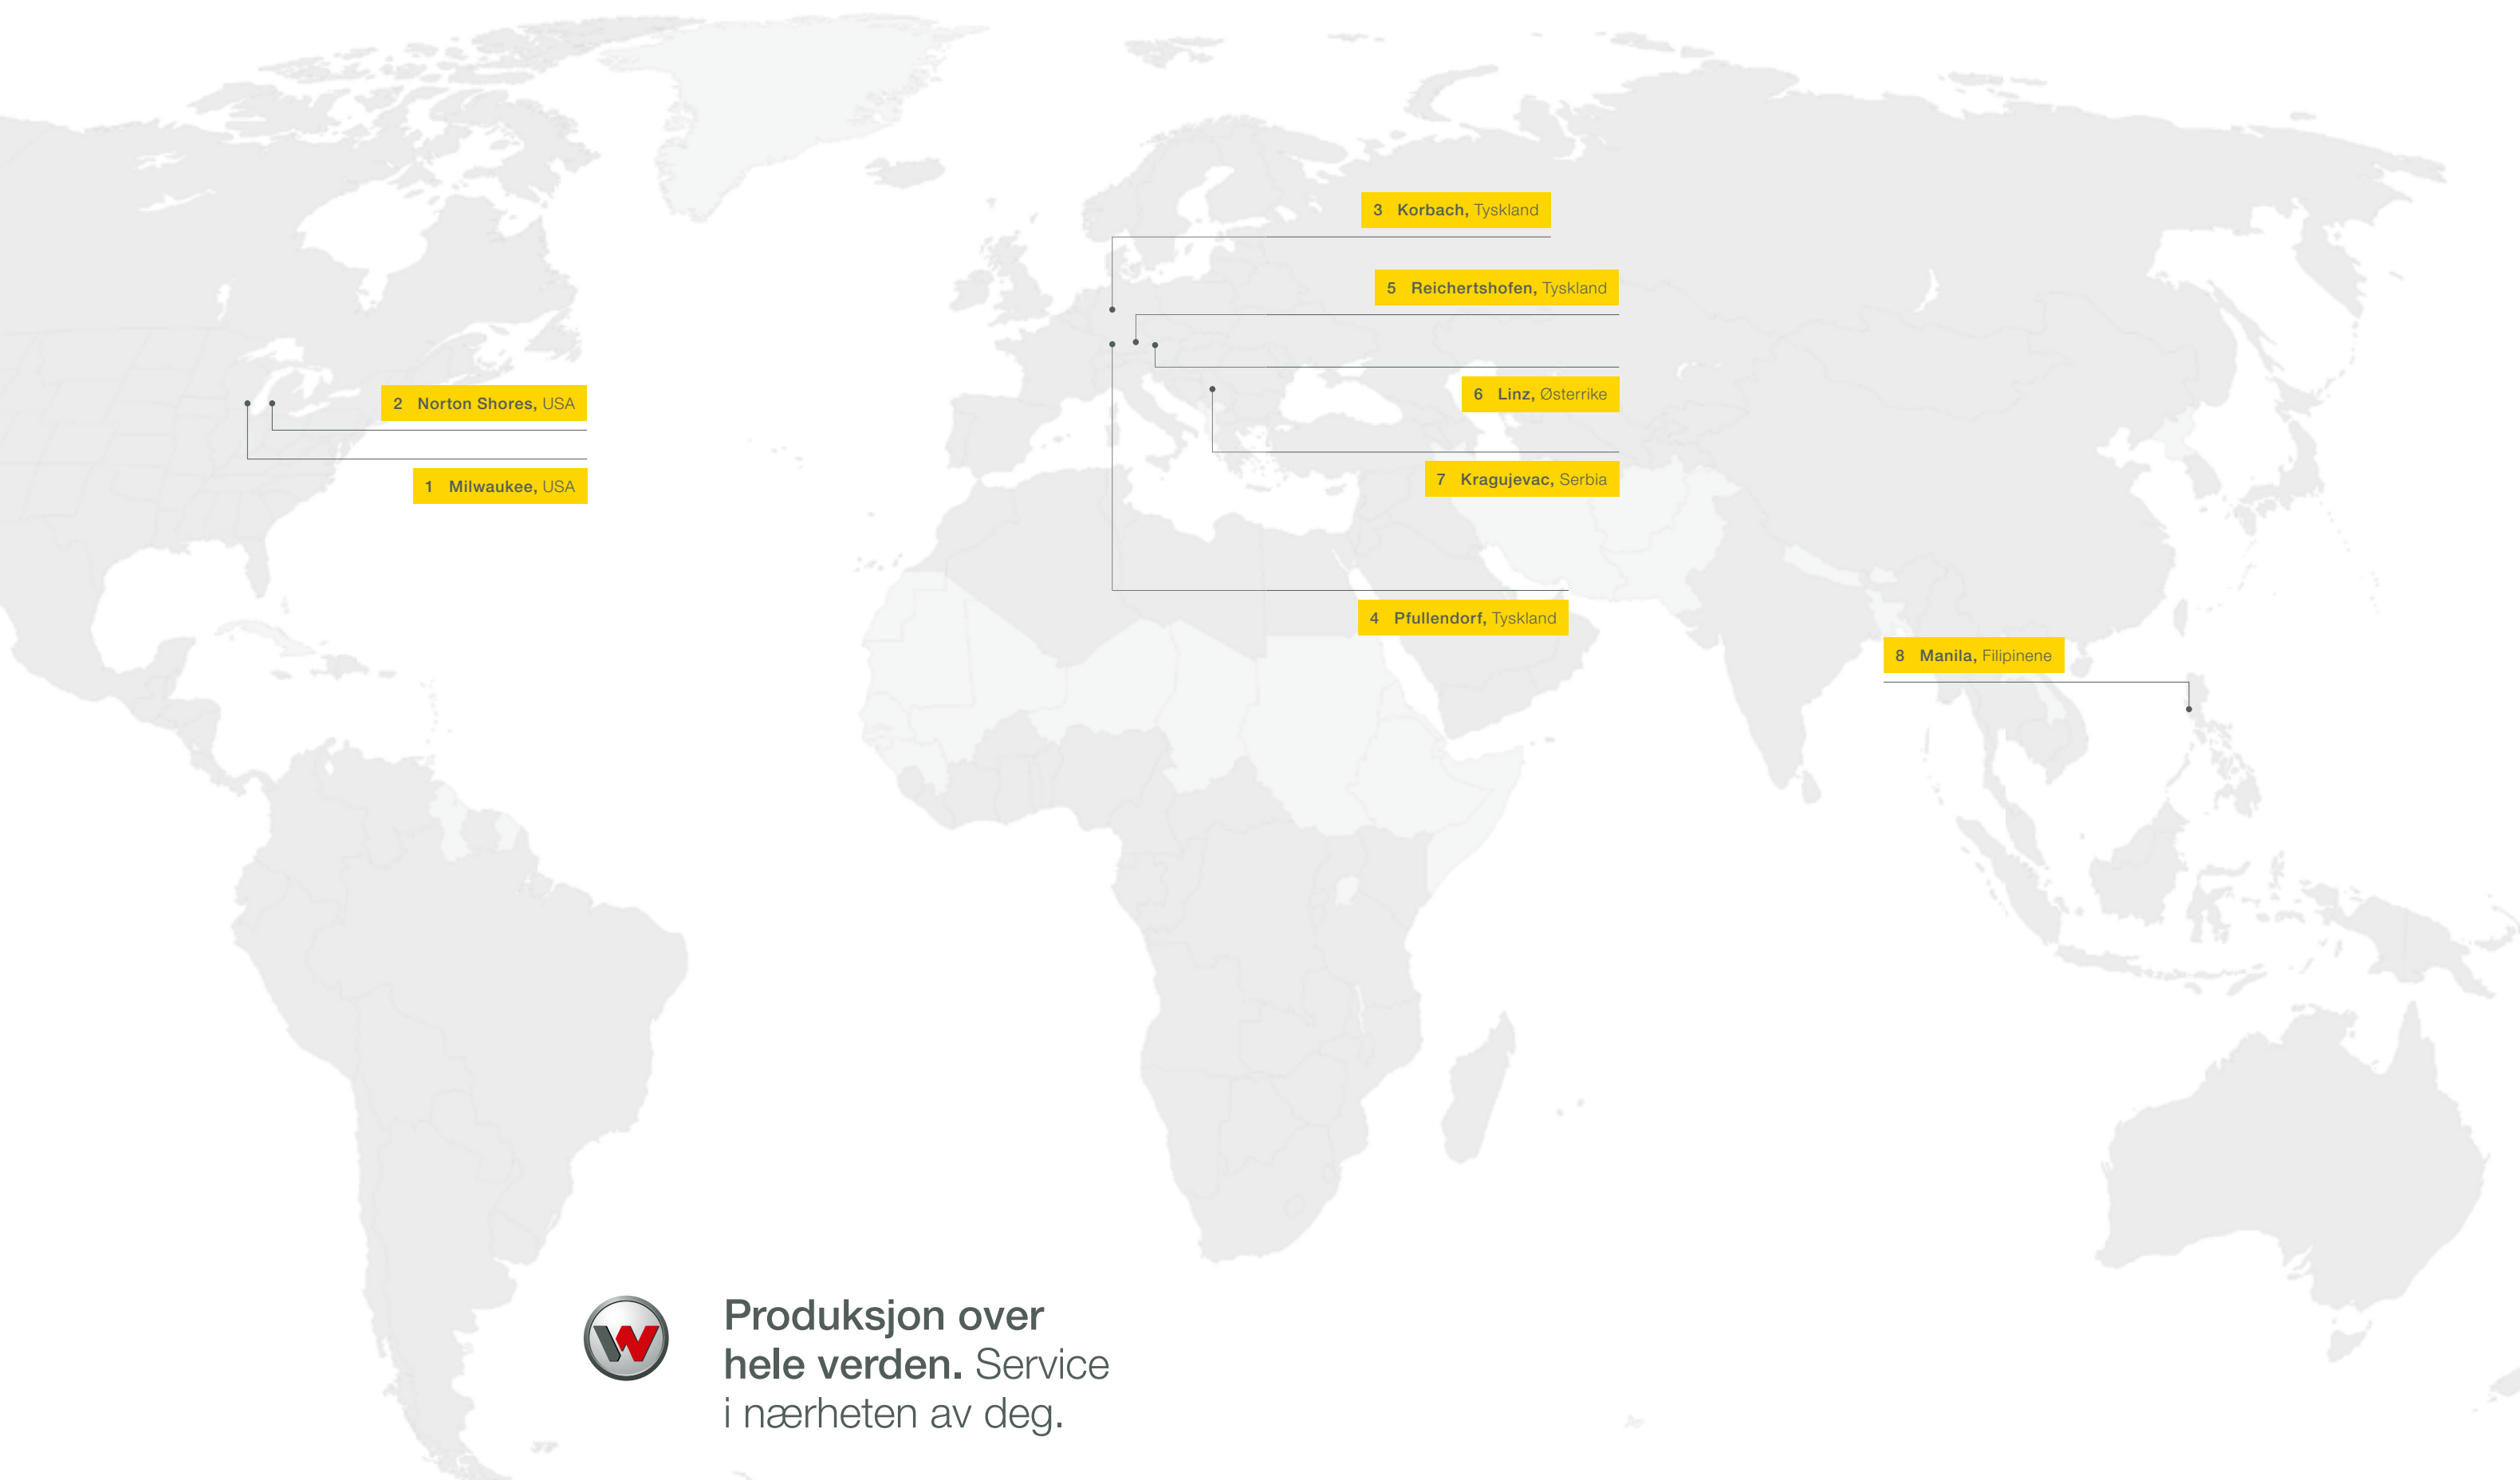 3 Korbach, Tyskland
5 Reichertshofen, Tyskland
6 Linz, Østerrike
2 Norton Shores, USA
7 Kragujevac, Serbia
1 Milwaukee, USA
4 Pfullendorf, Tyskland
8 Manila, Filipinene
Produksjon over
hele verden. Service
i nærheten av deg.